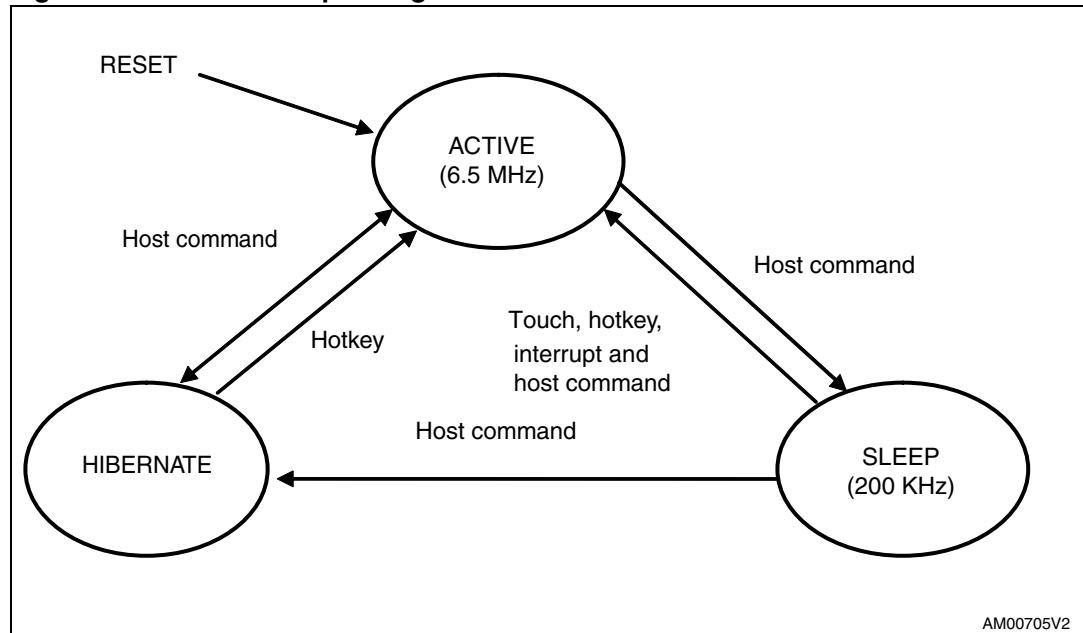 RESET
ACTIVE
(6.5 MHz)
Host command
Host command
Hotkey
Touch, hotkey,
interrupt and
host command
Host command
HIBERNATE
SLEEP
(200 KHz)
AM00705V2